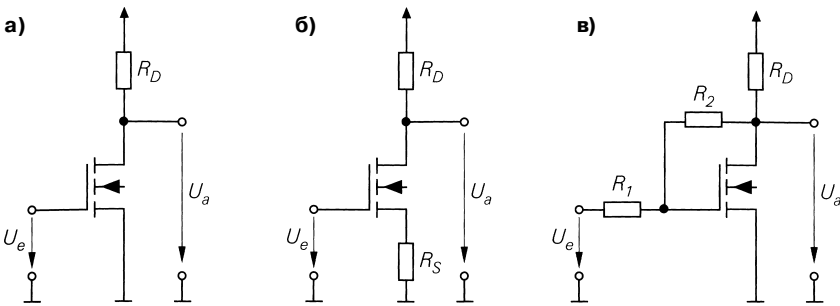 а)
R_D
U_e
U_a
б)
R_D
U_e
R_S
U_a
в)
R_D
R_2
R_1
U_e
U_a